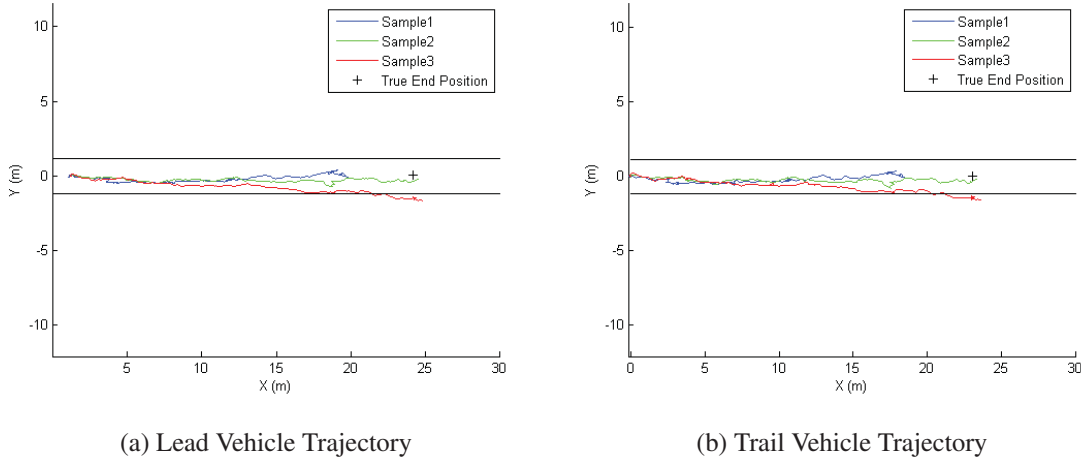 10
5
0
-5
-10
Y (m)
5
10
15
20
25
30
X (m)
Sample1
Sample2
Sample3
True End Position
(a) Lead Vehicle Trajectory
10
5
0
-5
-10
Y (m)
0
5
10
15
20
25
30
X (m)
Sample1
Sample2
Sample3
True End Position
(b) Trail Vehicle Trajectory